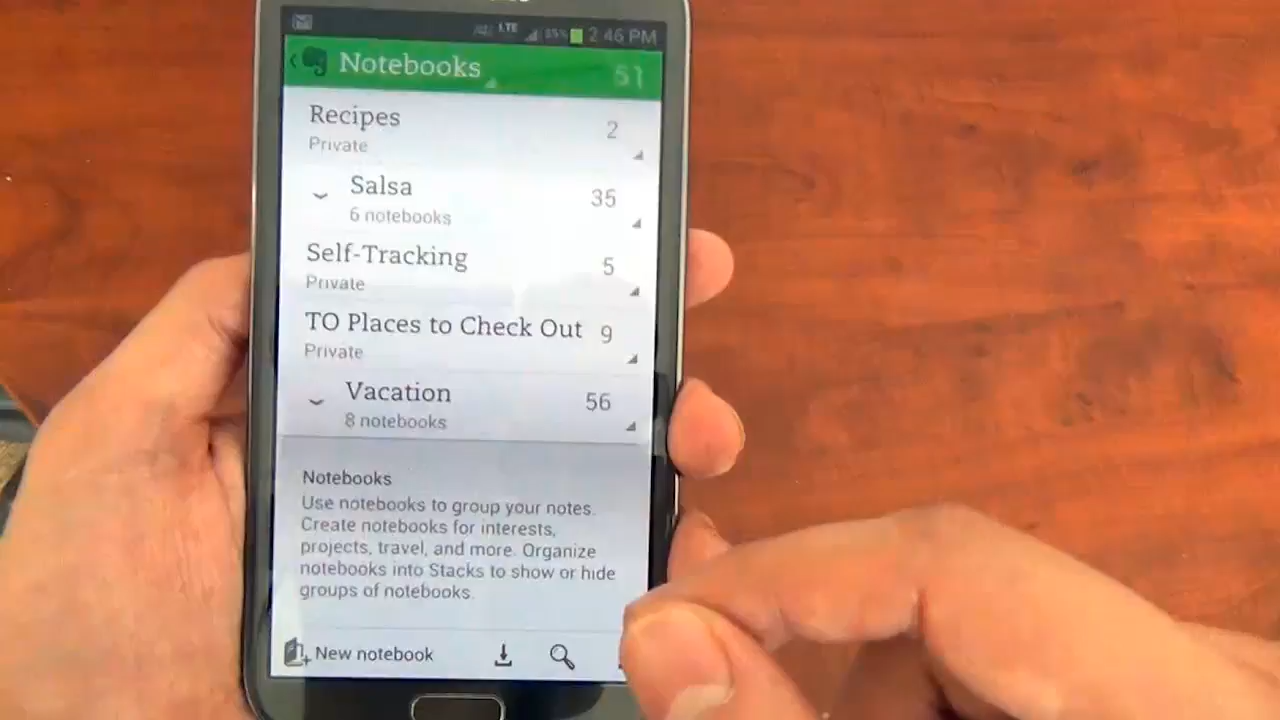 LTE 85% 2:46 PM
Notebooks 51
Recipes 2
Private
Salsa 35
6 notebooks
Self-Tracking 5
Private
TO Places to Check Out 9
Private
Vacation 56
8 notebooks
Notebooks
Use notebooks to group your notes.
Create notebooks for interests,
projects, travel, and more. Organize
notebooks into Stacks to show or hide
groups of notebooks.
New notebook